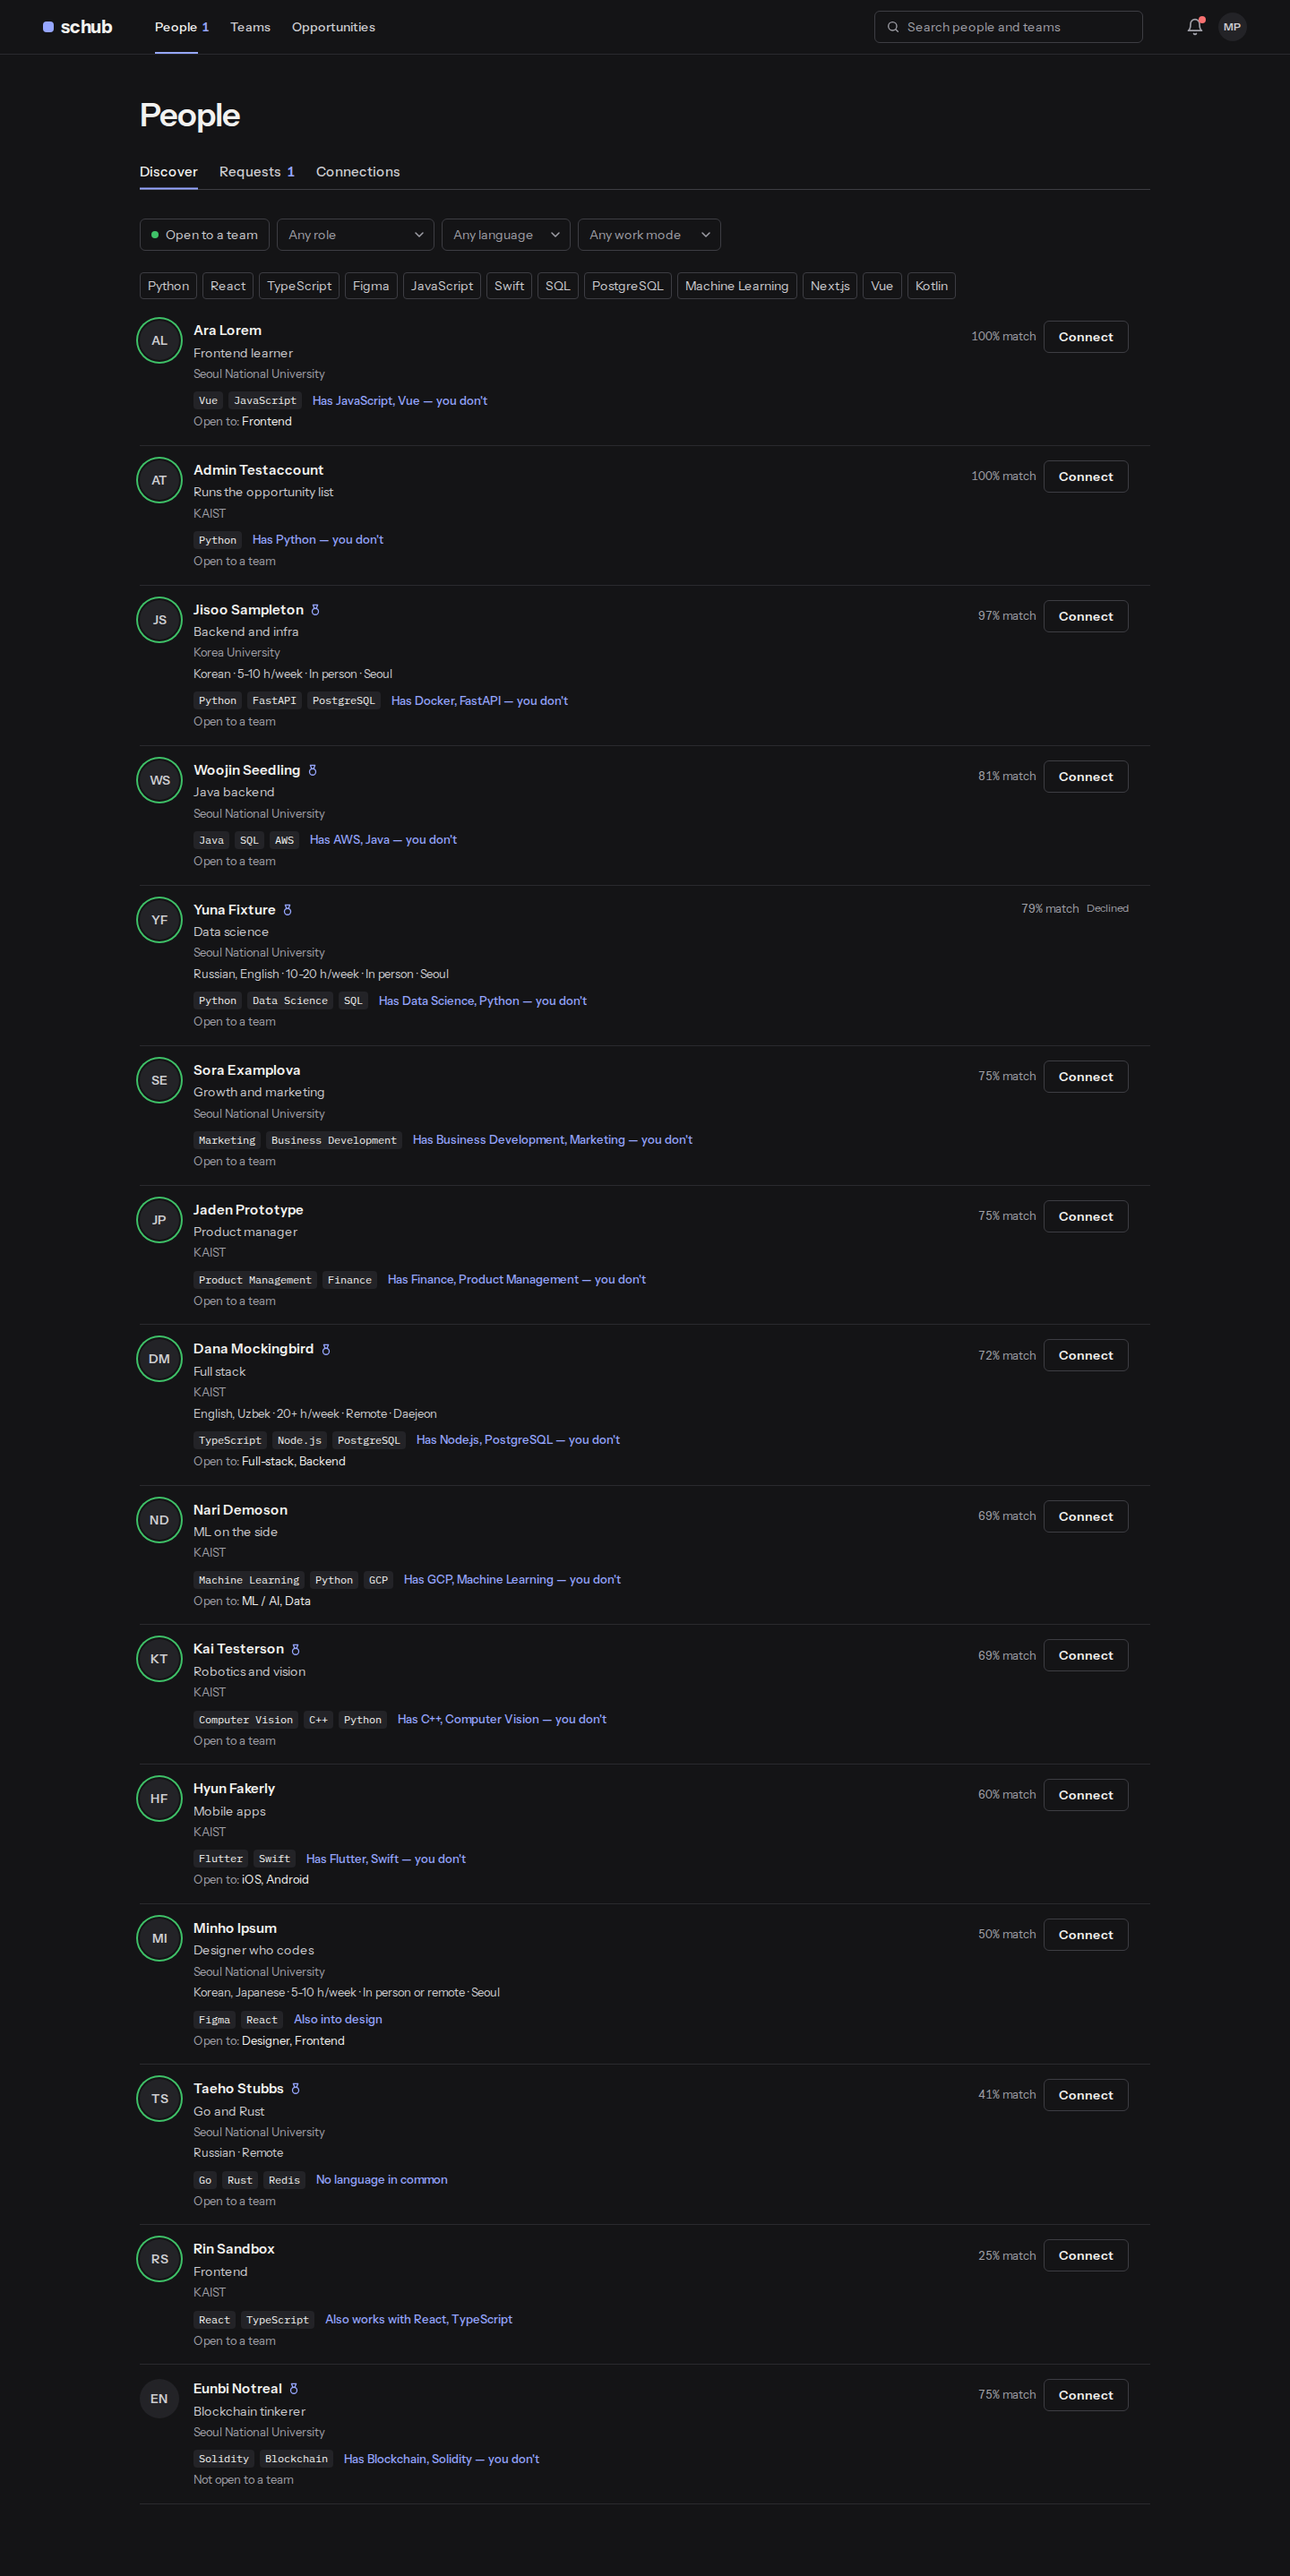 schub People 1 Teams Opportunities Search people and teams MP
People
Discover Requests 1 Connections
Open to a team Any role Any language Any work mode
Python React TypeScript Figma JavaScript Swift SQL PostgreSQL Machine Learning Next.js Vue Kotlin
AL Ara Lorem 100% match Connect
Frontend learner
Seoul National University
Vue JavaScript Has JavaScript, Vue — you don't
Open to: Frontend
AT Admin Testaccount 100% match Connect
Runs the opportunity list
KAIST
Python Has Python — you don't
Open to a team
JS Jisoo Sampleton 97% match Connect
Backend and infra
Korea University
Korean · 5-10 h/week · In person · Seoul
Python FastAPI PostgreSQL Has Docker, FastAPI — you don't
Open to a team
WS Woojin Seedling 81% match Connect
Java backend
Seoul National University
Java SQL AWS Has AWS, Java — you don't
Open to a team
YF Yuna Fixture 79% match Declined
Data science
Seoul National University
Russian, English · 10-20 h/week · In person · Seoul
Python Data Science SQL Has Data Science, Python — you don't
Open to a team
SE Sora Examplova 75% match Connect
Growth and marketing
Seoul National University
Marketing Business Development Has Business Development, Marketing — you don't
Open to a team
JP Jaden Prototype 75% match Connect
Product manager
KAIST
Product Management Finance Has Finance, Product Management — you don't
Open to a team
DM Dana Mockingbird 72% match Connect
Full stack
KAIST
English, Uzbek · 20+ h/week · Remote · Daejeon
TypeScript Node.js PostgreSQL Has Node.js, PostgreSQL — you don't
Open to: Full-stack, Backend
ND Nari Demoson 69% match Connect
ML on the side
KAIST
Machine Learning Python GCP Has GCP, Machine Learning — you don't
Open to: ML / AI, Data
KT Kai Testerson 69% match Connect
Robotics and vision
KAIST
Computer Vision C++ Python Has C++, Computer Vision — you don't
Open to a team
HF Hyun Fakerly 60% match Connect
Mobile apps
KAIST
Flutter Swift Has Flutter, Swift — you don't
Open to: iOS, Android
MI Minho Ipsum 50% match Connect
Designer who codes
Seoul National University
Korean, Japanese · 5-10 h/week · In person or remote · Seoul
Figma React Also into design
Open to: Designer, Frontend
TS Taeho Stubbs 41% match Connect
Go and Rust
Seoul National University
Russian · Remote
Go Rust Redis No language in common
Open to a team
RS Rin Sandbox 25% match Connect
Frontend
KAIST
React TypeScript Also works with React, TypeScript
Open to a team
EN Eunbi Notreal 75% match Connect
Blockchain tinkerer
Seoul National University
Solidity Blockchain Has Blockchain, Solidity — you don't
Not open to a team